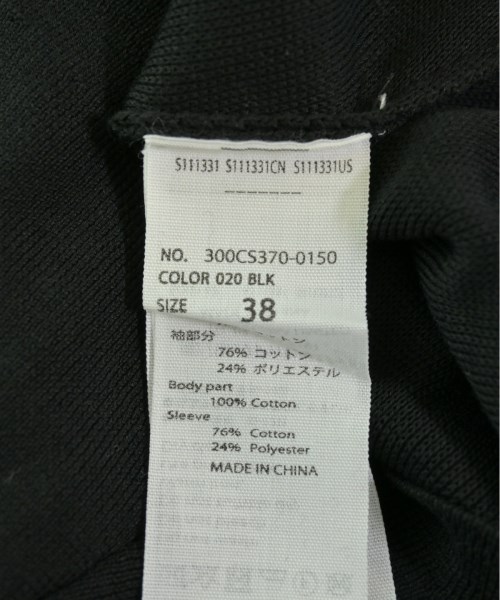 S111331 S111331CN S111331US
NO. 300CS370-0150
COLOR 020 BLK
SIZE 38
袖部分
76% コットン
24% ポリエステル
Body part
100% Cotton
Sleeve
76% Cotton
24% Polyester
MADE IN CHINA